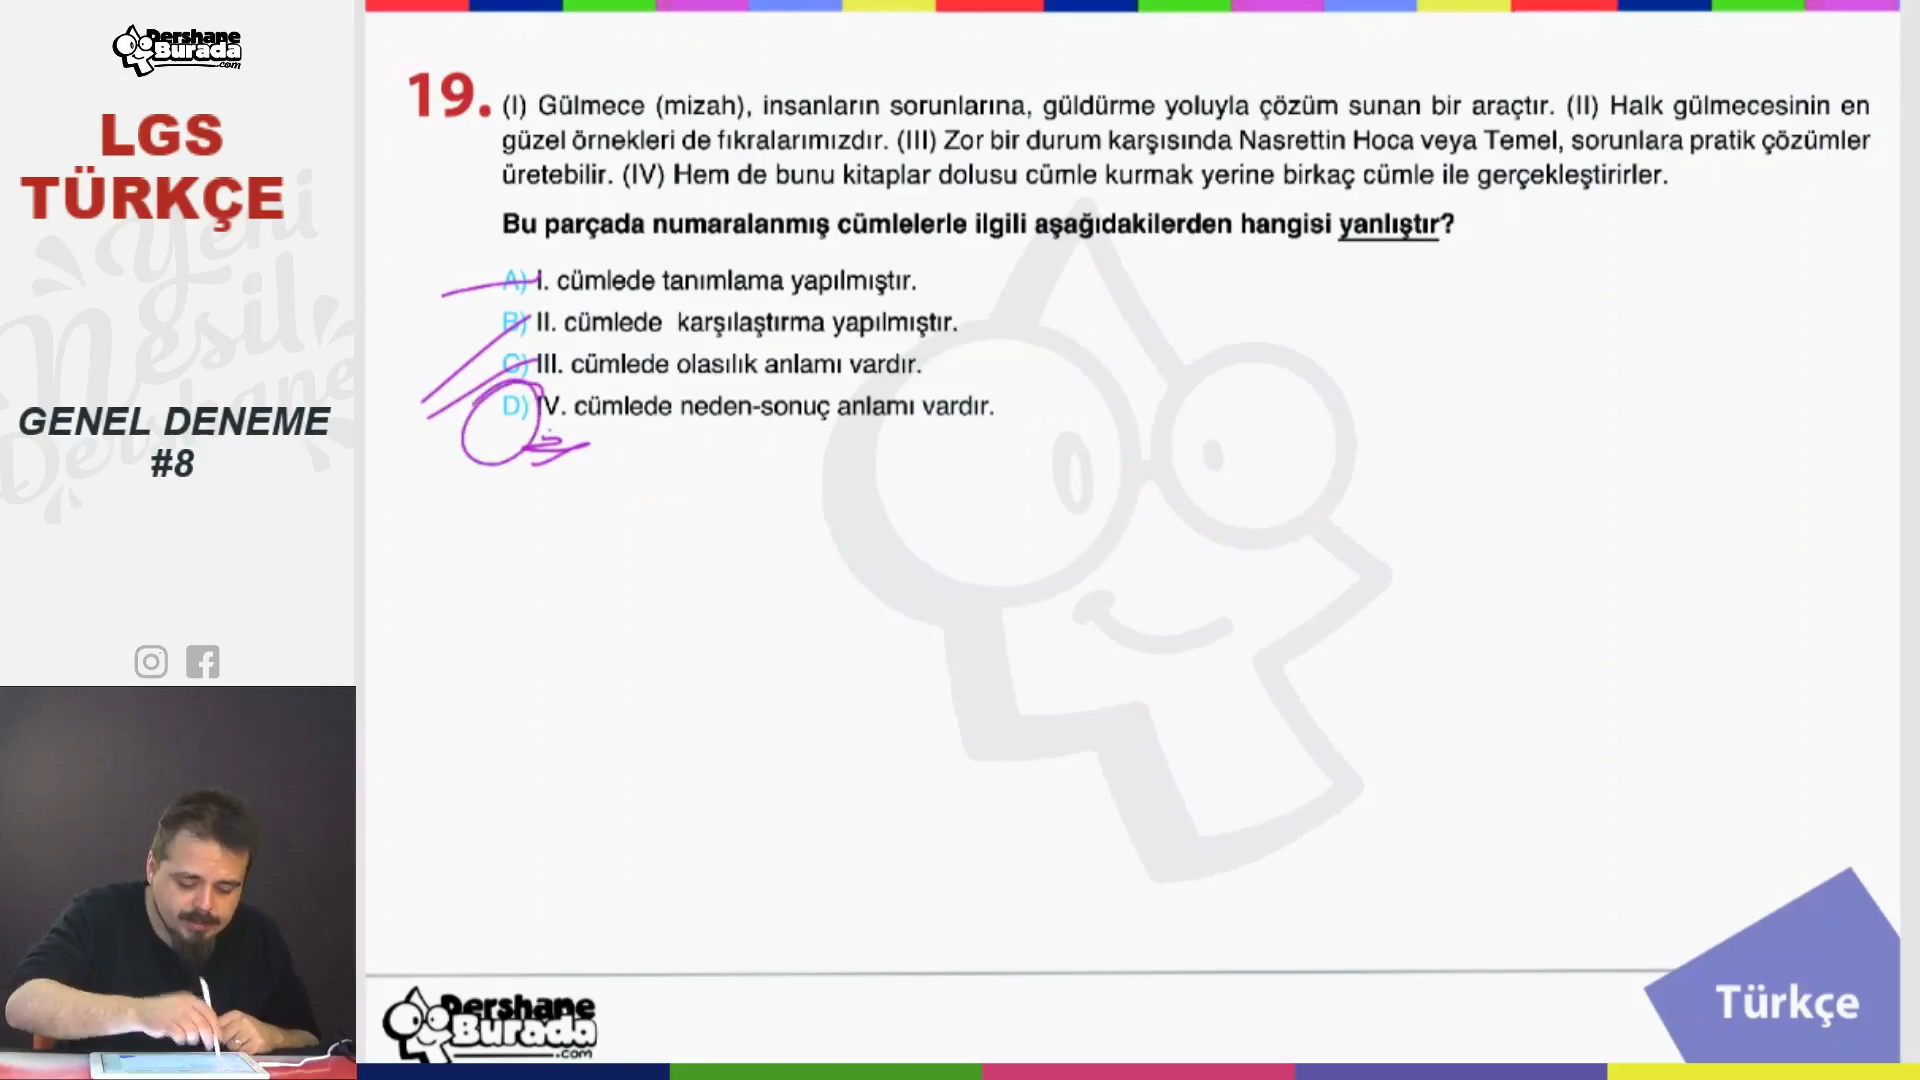 Dershane
Burada
.com
LGS
TÜRKÇE
Yeni
Nesil
Dershane
GENEL DENEME
#8
19.
(I) Gülmece (mizah), insanların sorunlarına, güldürme yoluyla çözüm sunan bir araçtır. (II) Halk gülmecesinin en
güzel örnekleri de fıkralarımızdır. (III) Zor bir durum karşısında Nasrettin Hoca veya Temel, sorunlara pratik çözümler
üretebilir. (IV) Hem de bunu kitaplar dolusu cümle kurmak yerine birkaç cümle ile gerçekleştirirler.
Bu parçada numaralanmış cümlelerle ilgili aşağıdakilerden hangisi yanlıştır?
A) I. cümlede tanımlama yapılmıştır.
B) II. cümlede karşılaştırma yapılmıştır.
C) III. cümlede olasılık anlamı vardır.
D) IV. cümlede neden-sonuç anlamı vardır.
Dershane
Burada
.com
Türkçe